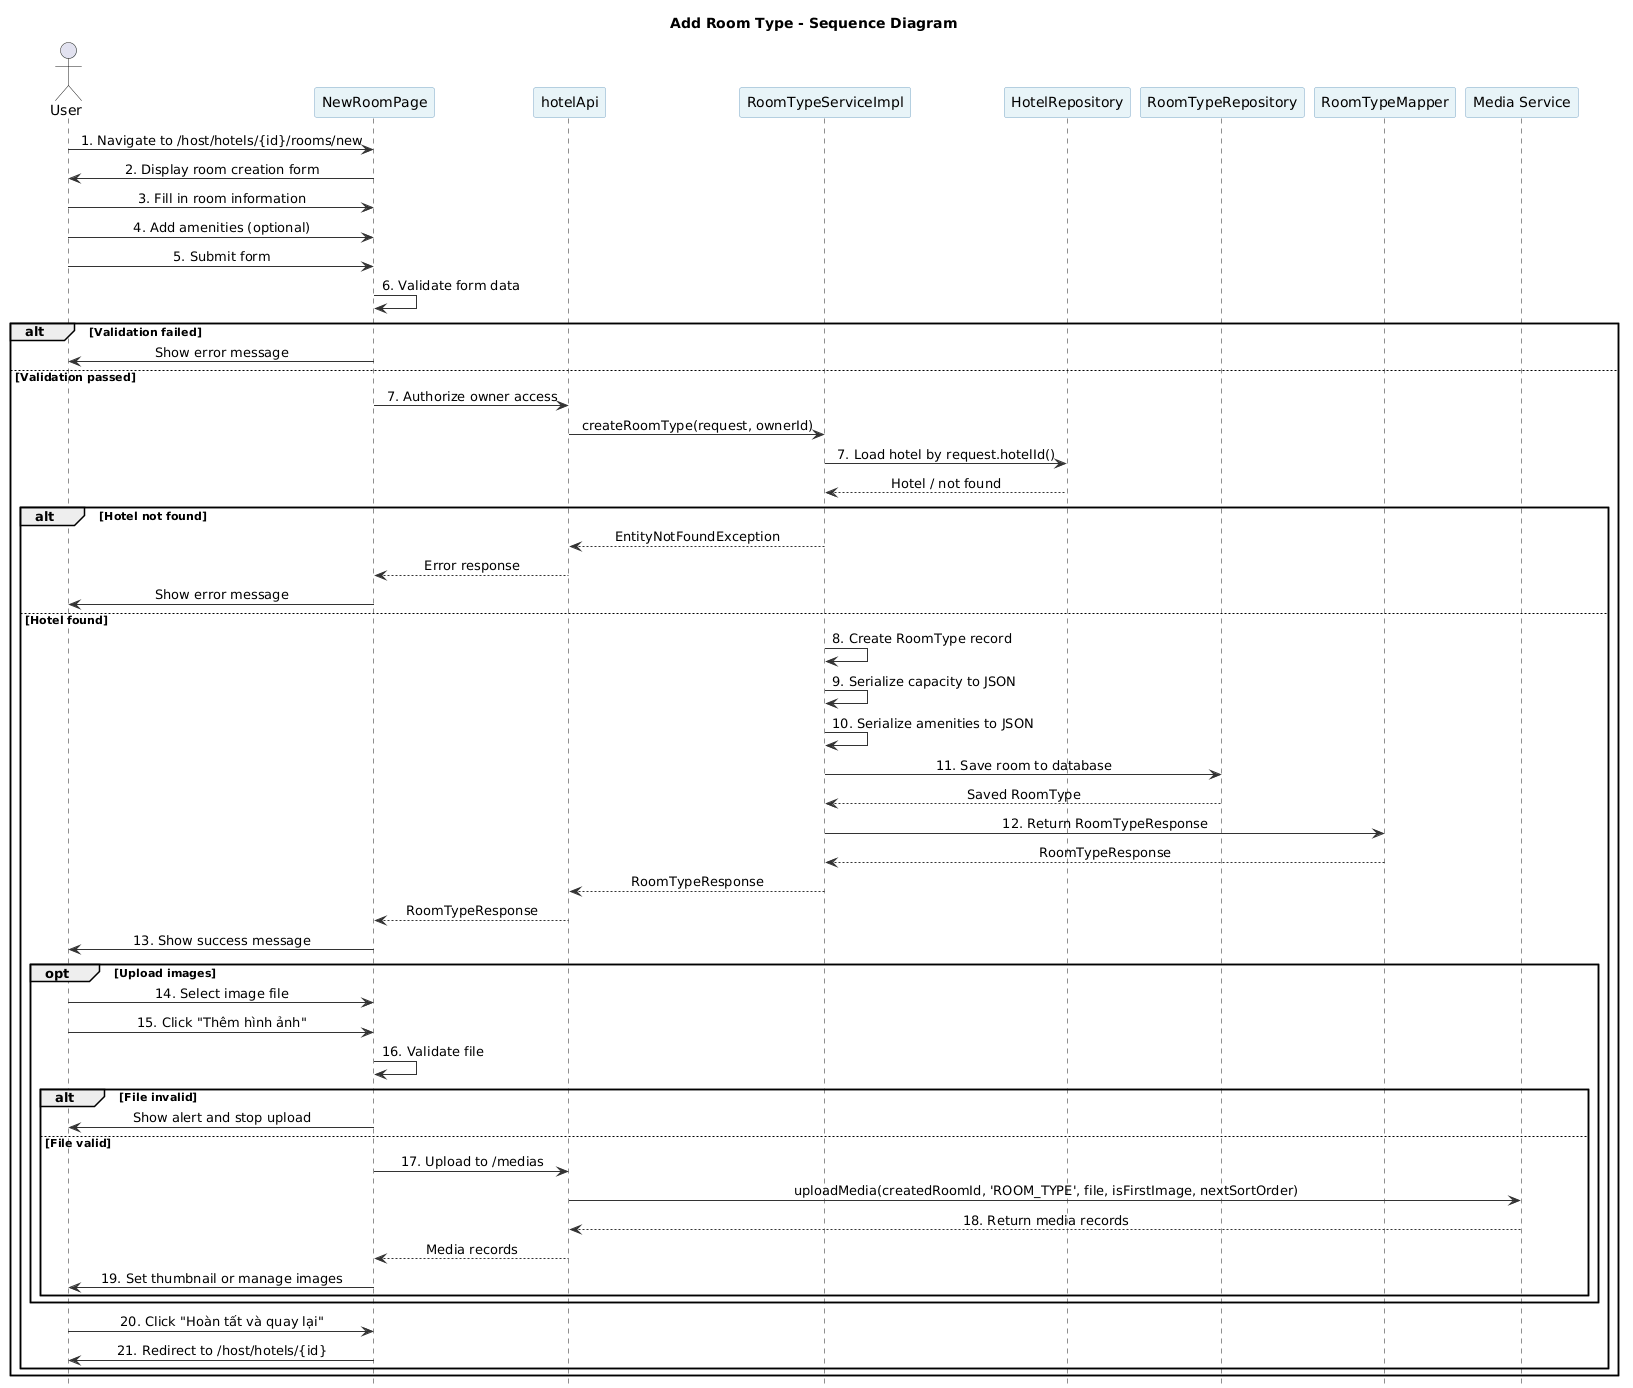 Add Room Type - Sequence Diagram
User
NewRoomPage
hotelApi
RoomTypeServiceImpl
HotelRepository
RoomTypeRepository
RoomTypeMapper
Media Service
1. Navigate to /host/hotels/{id}/rooms/new
2. Display room creation form
3. Fill in room information
4. Add amenities (optional)
5. Submit form
6. Validate form data
alt [Validation failed]
Show error message
[Validation passed]
7. Authorize owner access
createRoomType(request, ownerId)
7. Load hotel by request.hotelId()
Hotel / not found
alt [Hotel not found]
EntityNotFoundException
Error response
Show error message
[Hotel found]
8. Create RoomType record
9. Serialize capacity to JSON
10. Serialize amenities to JSON
11. Save room to database
Saved RoomType
12. Return RoomTypeResponse
RoomTypeResponse
RoomTypeResponse
RoomTypeResponse
13. Show success message
opt [Upload images]
14. Select image file
15. Click "Thêm hình ảnh"
16. Validate file
alt [File invalid]
Show alert and stop upload
[File valid]
17. Upload to /medias
uploadMedia(createdRoomId, 'ROOM_TYPE', file, isFirstImage, nextSortOrder)
18. Return media records
Media records
19. Set thumbnail or manage images
20. Click "Hoàn tất và quay lại"
21. Redirect to /host/hotels/{id}